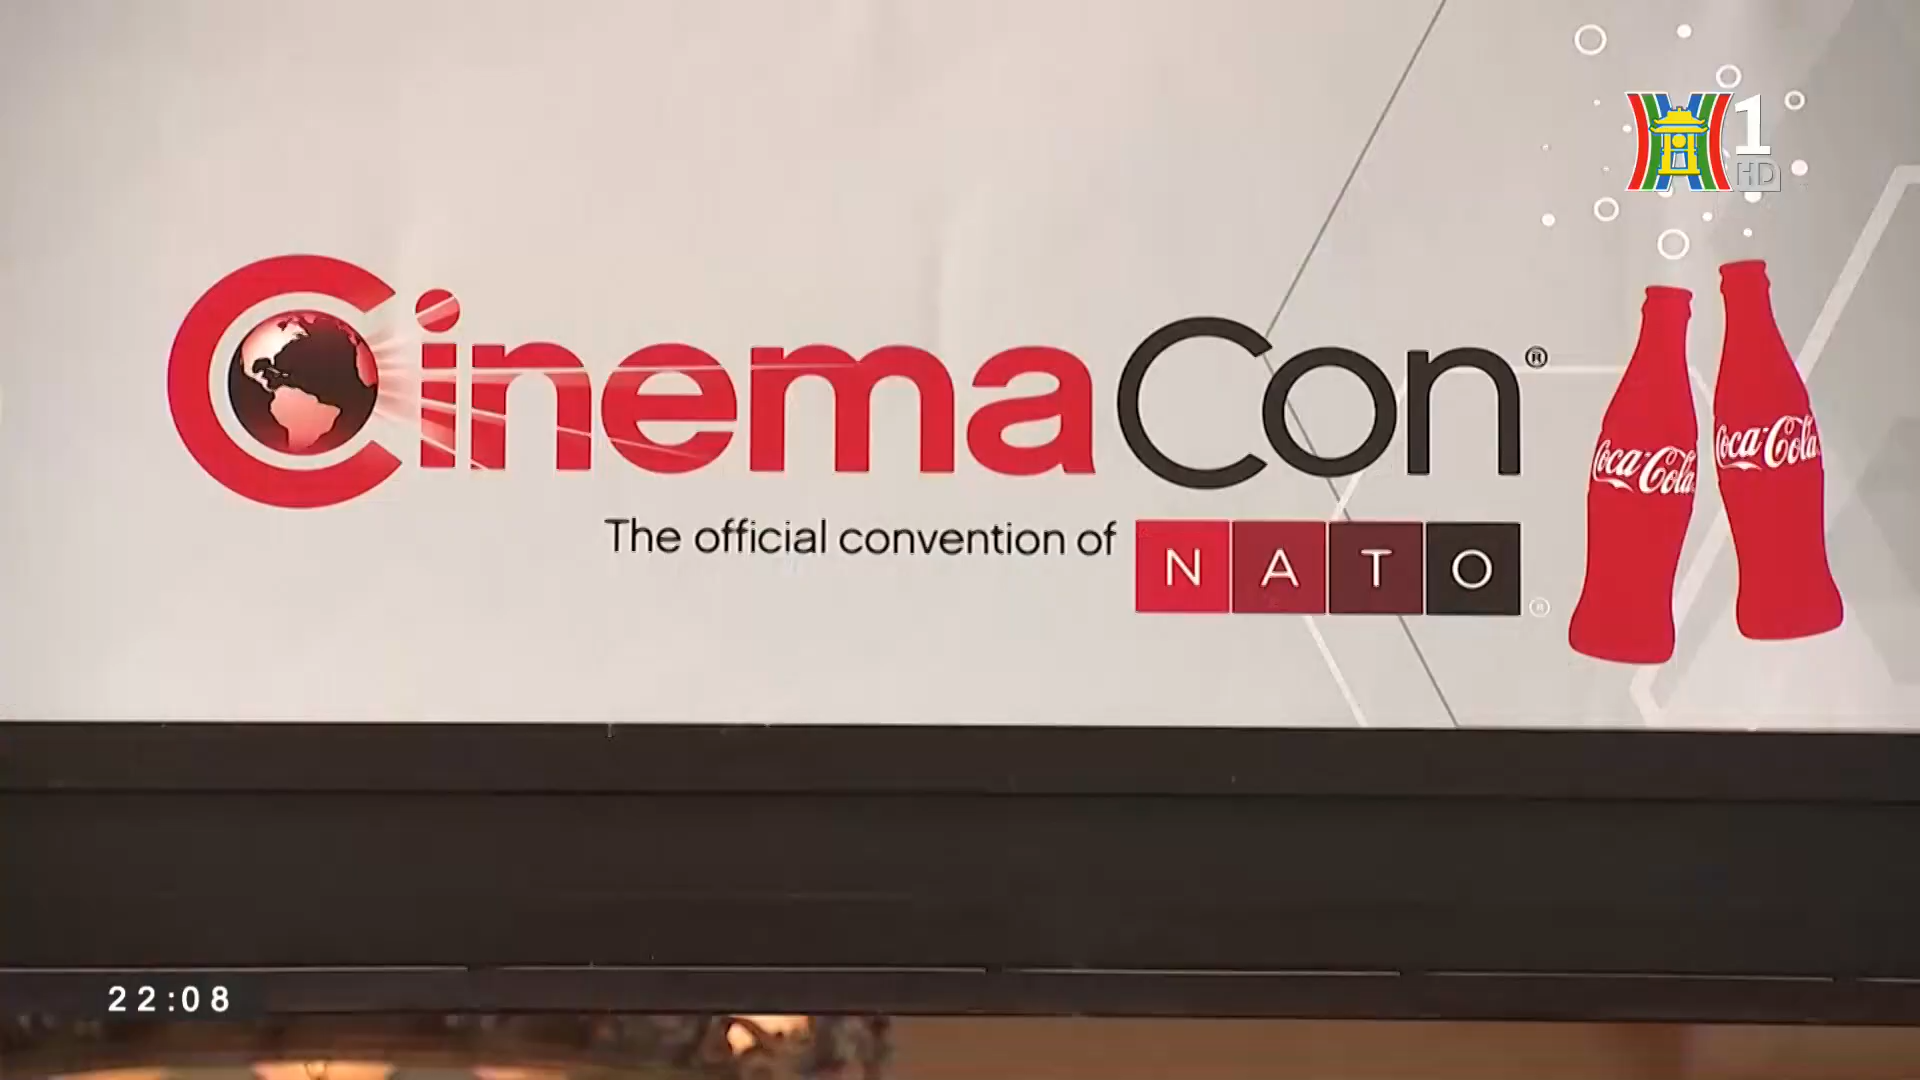 1
HD
CinemaCon®
The official convention of NATO®
Coca-Cola Coca-Cola
22:08